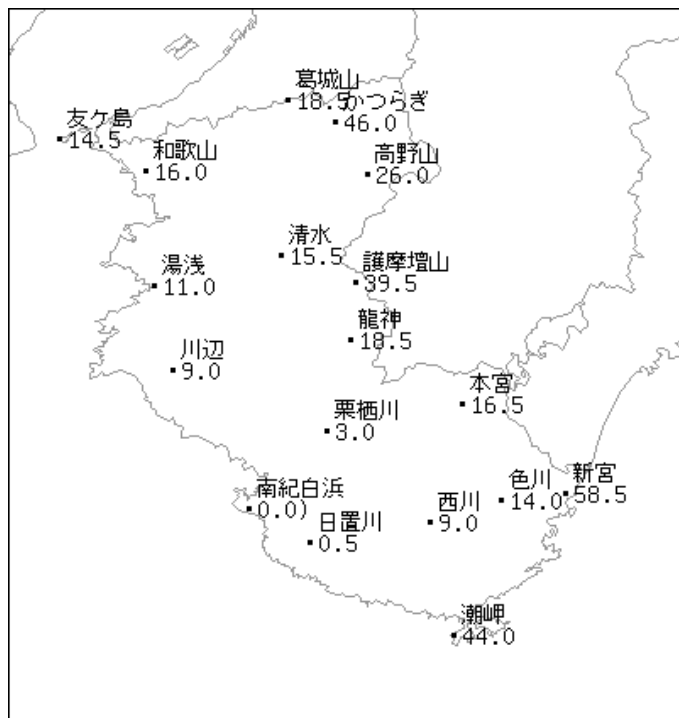 葛城山
18.5
かつらぎ
46.0
友ケ島
14.5
和歌山
16.0
高野山
26.0
清水
15.5
湯浅
11.0
護摩壇山
39.5
龍神
18.5
川辺
9.0
本宮
16.5
栗栖川
3.0
新宮
58.5
色川
14.0
南紀白浜
0.0)
西川
9.0
日置川
0.5
潮岬
44.0